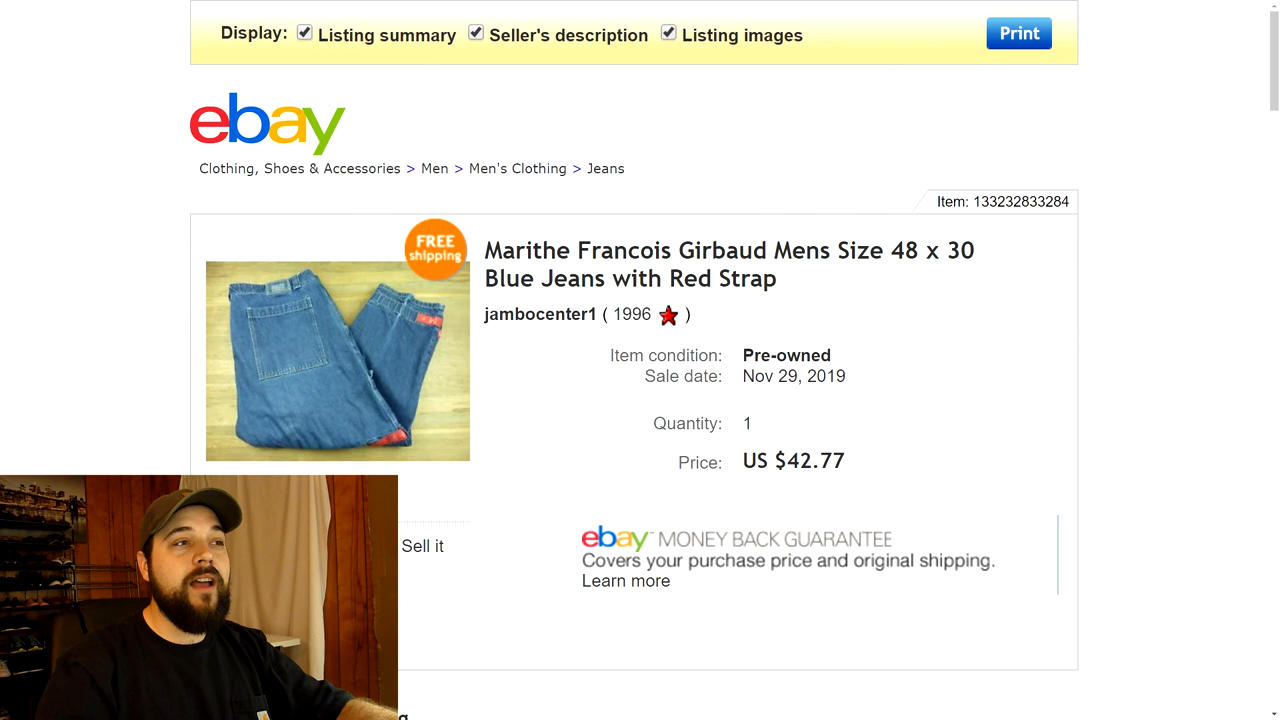 Display: Listing summary Seller's description Listing images Print
ebay
Clothing, Shoes & Accessories > Men > Men's Clothing > Jeans
Item: 133232833284
FREE shipping
Marithe Francois Girbaud Mens Size 48 x 30
Blue Jeans with Red Strap
jambocenter1 ( 1996 )
Item condition: Pre-owned
Sale date: Nov 29, 2019
Quantity: 1
Price: US $42.77
Sell it
ebay™ MONEY BACK GUARANTEE
Covers your purchase price and original shipping.
Learn more